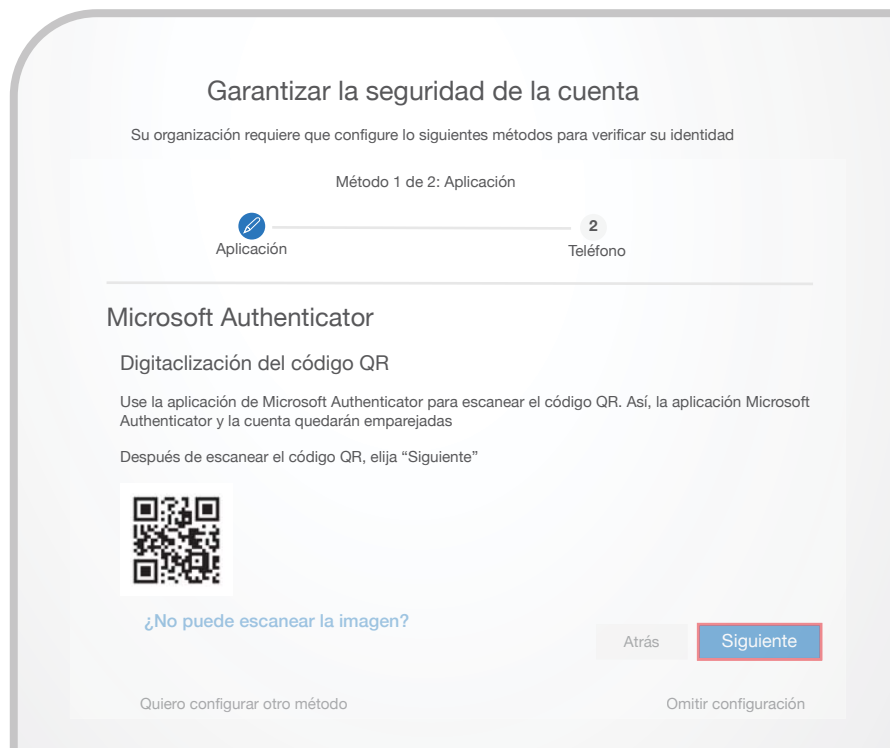 Garantizar la seguridad de la cuenta
Su organización requiere que configure lo siguientes métodos para verificar su identidad
Método 1 de 2: Aplicación
2
Aplicación
Teléfono
Microsoft Authenticator
Digitaclización del código QR
Use la aplicación de Microsoft Authenticator para escanear el código QR. Así, la aplicación Microsoft
Authenticator y la cuenta quedarán emparejadas
Después de escanear el código QR, elija “Siguiente”
¿No puede escanear la imagen?
Atrás
Siguiente
Quiero configurar otro método
Omitir configuración